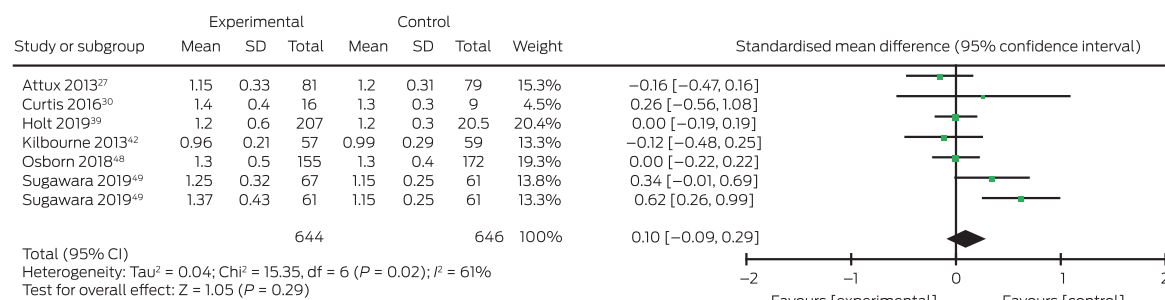 Experimental Control
Study or subgroup Mean SD Total Mean SD Total Weight Standardised mean difference (95% confidence interval)
Attux 2013²⁷ 1.15 0.33 81 1.2 0.31 79 15.3% −0.16 [−0.47, 0.16]
Curtis 2016³⁰ 1.4 0.4 16 1.3 0.3 9 4.5% 0.26 [−0.56, 1.08]
Holt 2019³⁹ 1.2 0.6 207 1.2 0.3 20.5 20.4% 0.00 [−0.19, 0.19]
Kilbourne 2013⁴² 0.96 0.21 57 0.99 0.29 59 13.3% −0.12 [−0.48, 0.25]
Osborn 2018⁴⁸ 1.3 0.5 155 1.3 0.4 172 19.3% 0.00 [−0.22, 0.22]
Sugawara 2019⁴⁹ 1.25 0.32 67 1.15 0.25 61 13.8% 0.34 [−0.01, 0.69]
Sugawara 2019⁴⁹ 1.37 0.43 61 1.15 0.25 61 13.3% 0.62 [0.26, 0.99]
644 646 100% 0.10 [−0.09, 0.29]
Total (95% CI)
Heterogeneity: Tau² = 0.04; Chi² = 15.35, df = 6 (P = 0.02); I² = 61%
Test for overall effect: Z = 1.05 (P = 0.29)
−2 −1 0 1 2
Favours [experimental] Favours [control]